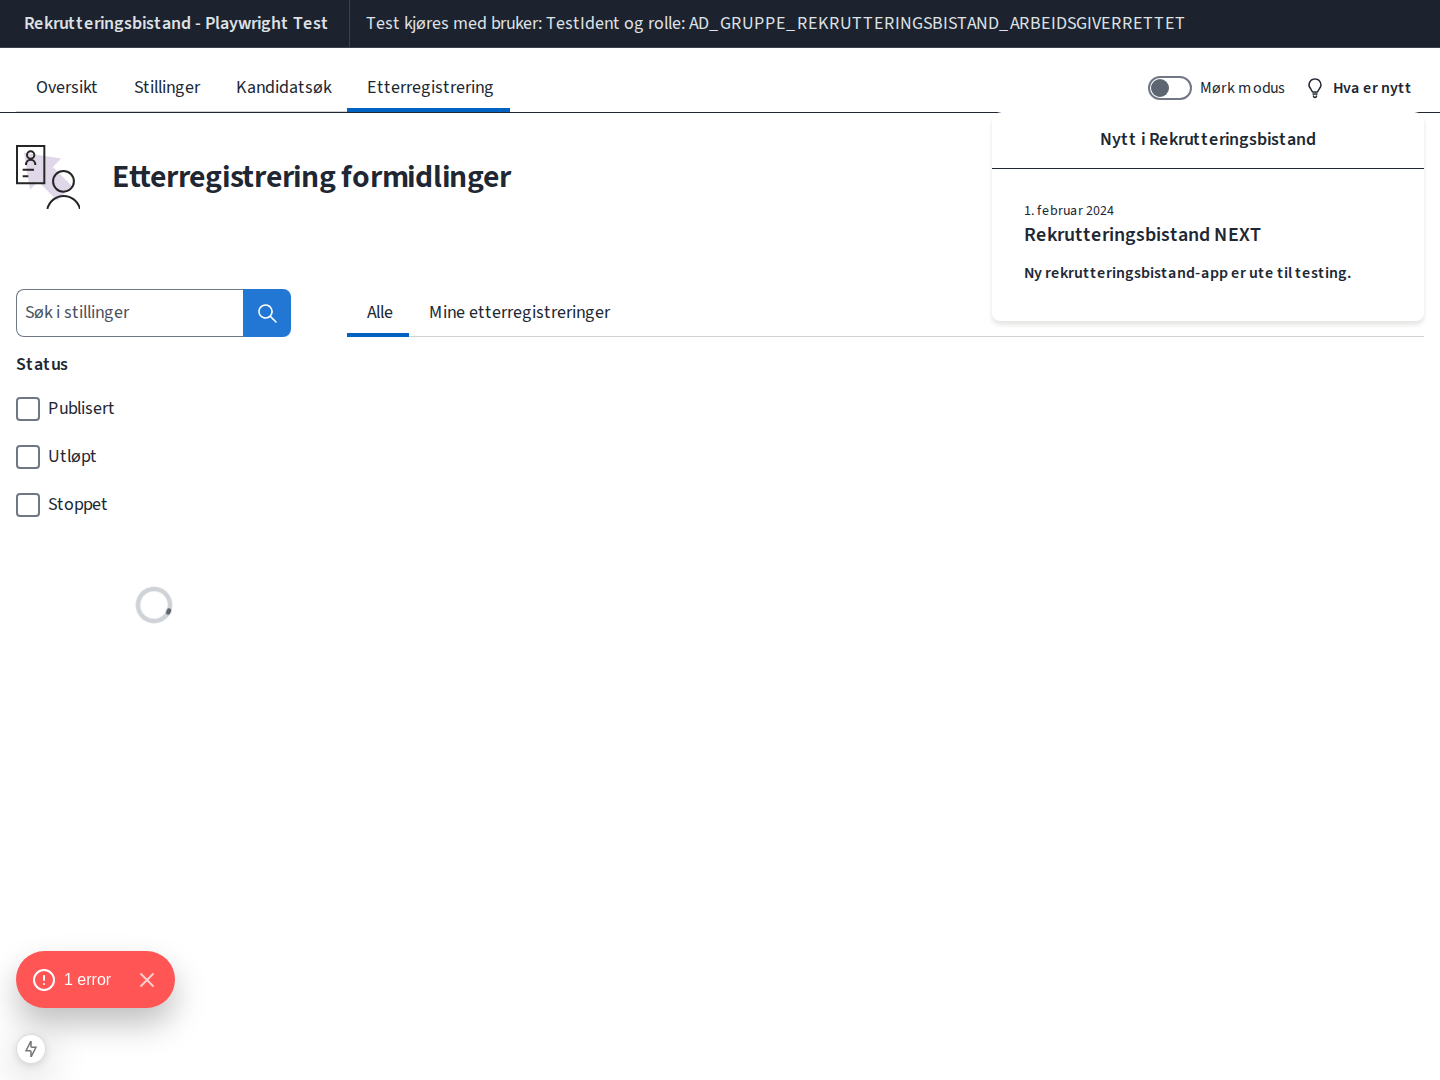 Rekrutteringsbistand - Playwright Test
Test kjøres med bruker: TestIdent og rolle: AD_GRUPPE_REKRUTTERINGSBISTAND_ARBEIDSGIVERRETTET
Oversikt
Stillinger
Kandidatsøk
Etterregistrering
Mørk modus
Hva er nytt
Nytt i Rekrutteringsbistand
1. februar 2024
Rekrutteringsbistand NEXT
Ny rekrutteringsbistand-app er ute til testing.
Etterregistrering formidlinger
Søk i stillinger
Alle
Mine etterregistreringer
Status
Publisert
Utløpt
Stoppet
1 error